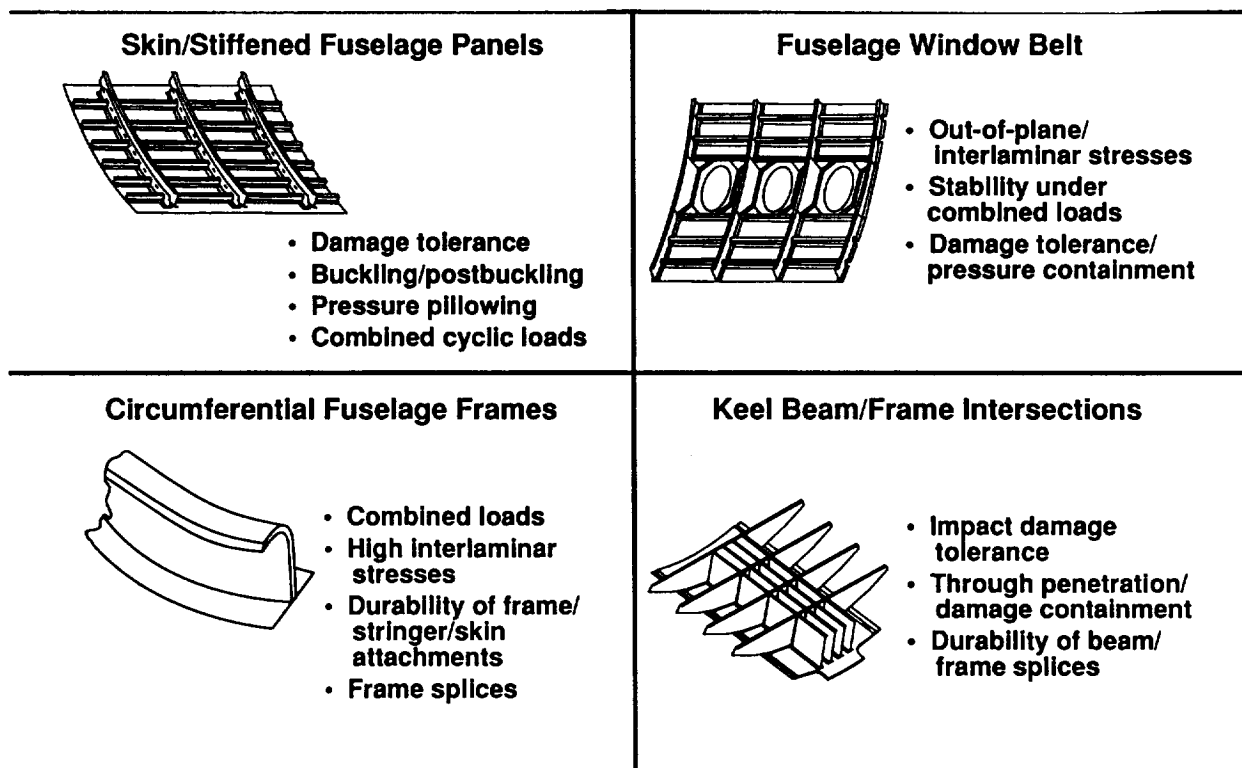 Skin/Stiffened Fuselage Panels
• Damage tolerance
• Buckling/postbuckling
• Pressure pillowing
• Combined cyclic loads
Fuselage Window Belt
• Out-of-plane/
interlaminar stresses
• Stability under
combined loads
• Damage tolerance/
pressure containment
Circumferential Fuselage Frames
• Combined loads
• High interlaminar
stresses
• Durability of frame/
stringer/skin
attachments
• Frame splices
Keel Beam/Frame Intersections
• Impact damage
tolerance
• Through penetration/
damage containment
• Durability of beam/
frame splices